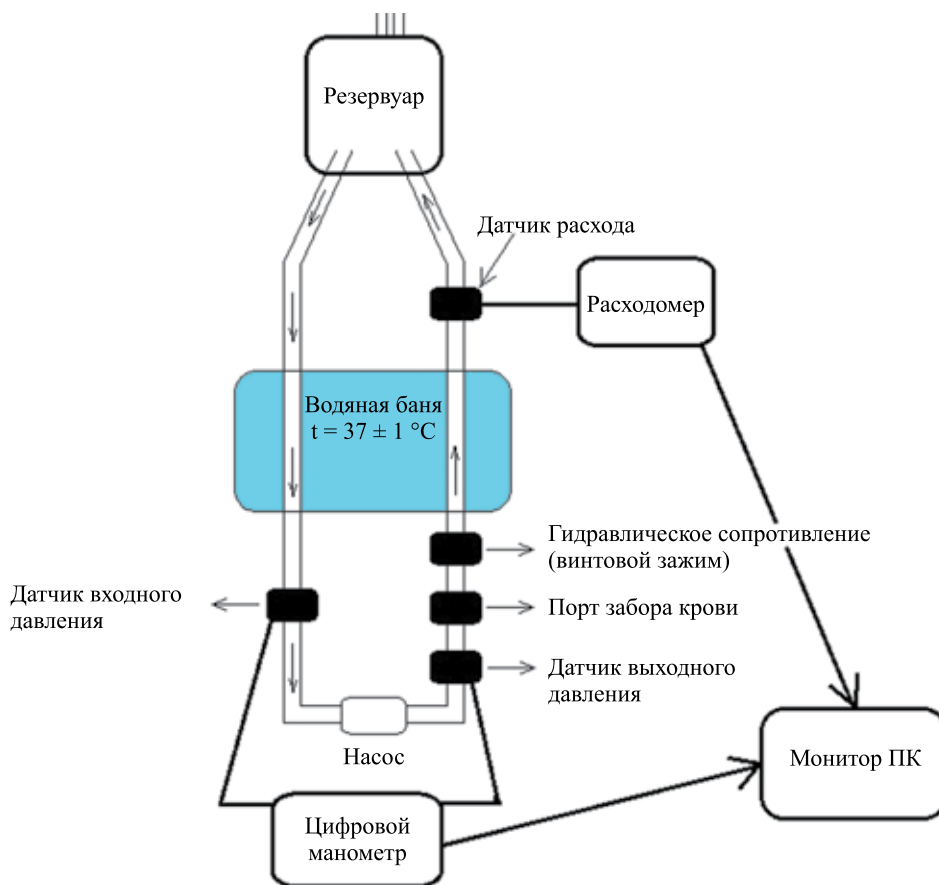 Резервуар
Датчик расхода
Расходомер
Водяная баня
t = 37 ± 1 °C
Гидравлическое сопротивление
(винтовой зажим)
Датчик входного
давления
Порт забора крови
Датчик выходного
давления
Насос
Монитор ПК
Цифровой
манометр